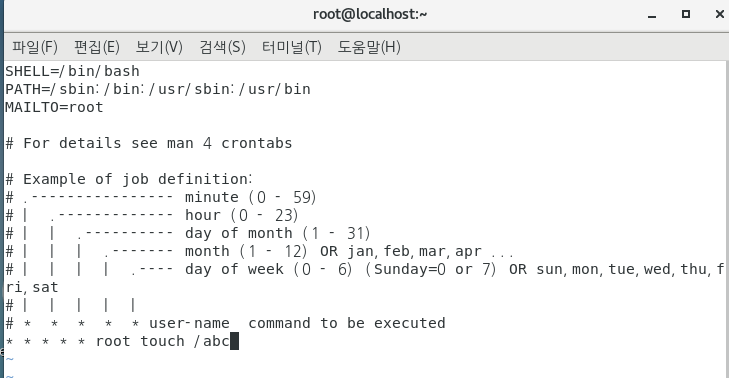 root@localhost:~
파일(F) 편집(E) 보기(V) 검색(S) 터미널(T) 도움말(H)
SHELL=/bin/bash
PATH=/sbin:/bin:/usr/sbin:/usr/bin
MAILTO=root
# For details see man 4 crontabs
# Example of job definition:
# .---------------- minute (0 - 59)
# |  .------------- hour (0 - 23)
# |  |  .---------- day of month (1 - 31)
# |  |  |  .------- month (1 - 12) OR jan,feb,mar,apr ...
# |  |  |  |  .---- day of week (0 - 6) (Sunday=0 or 7) OR sun,mon,tue,wed,thu,f
ri,sat
# |  |  |  |  |
# *  *  *  *  * user-name  command to be executed
* * * * * root touch /abc
~
~